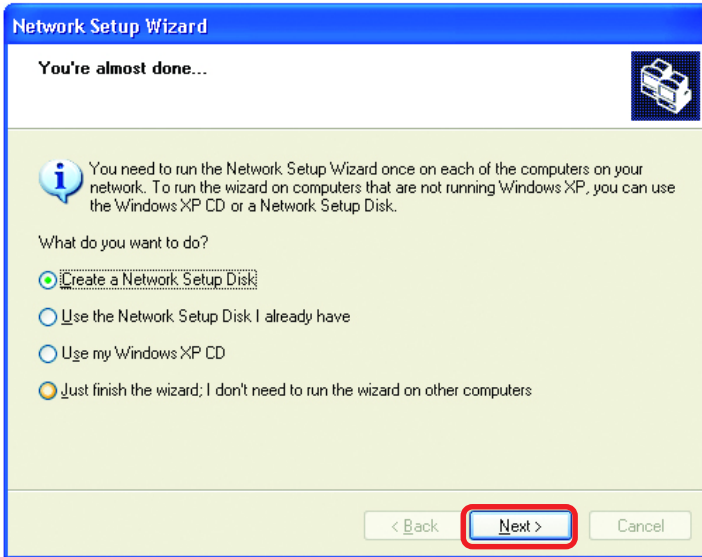 Network Setup Wizard
You're almost done...
You need to run the Network Setup Wizard once on each of the computers on your
network. To run the wizard on computers that are not running Windows XP, you can use
the Windows XP CD or a Network Setup Disk.
What do you want to do?
Create a Network Setup Disk
Use the Network Setup Disk I already have
Use my Windows XP CD
Just finish the wizard; I don't need to run the wizard on other computers
< Back
Next >
Cancel